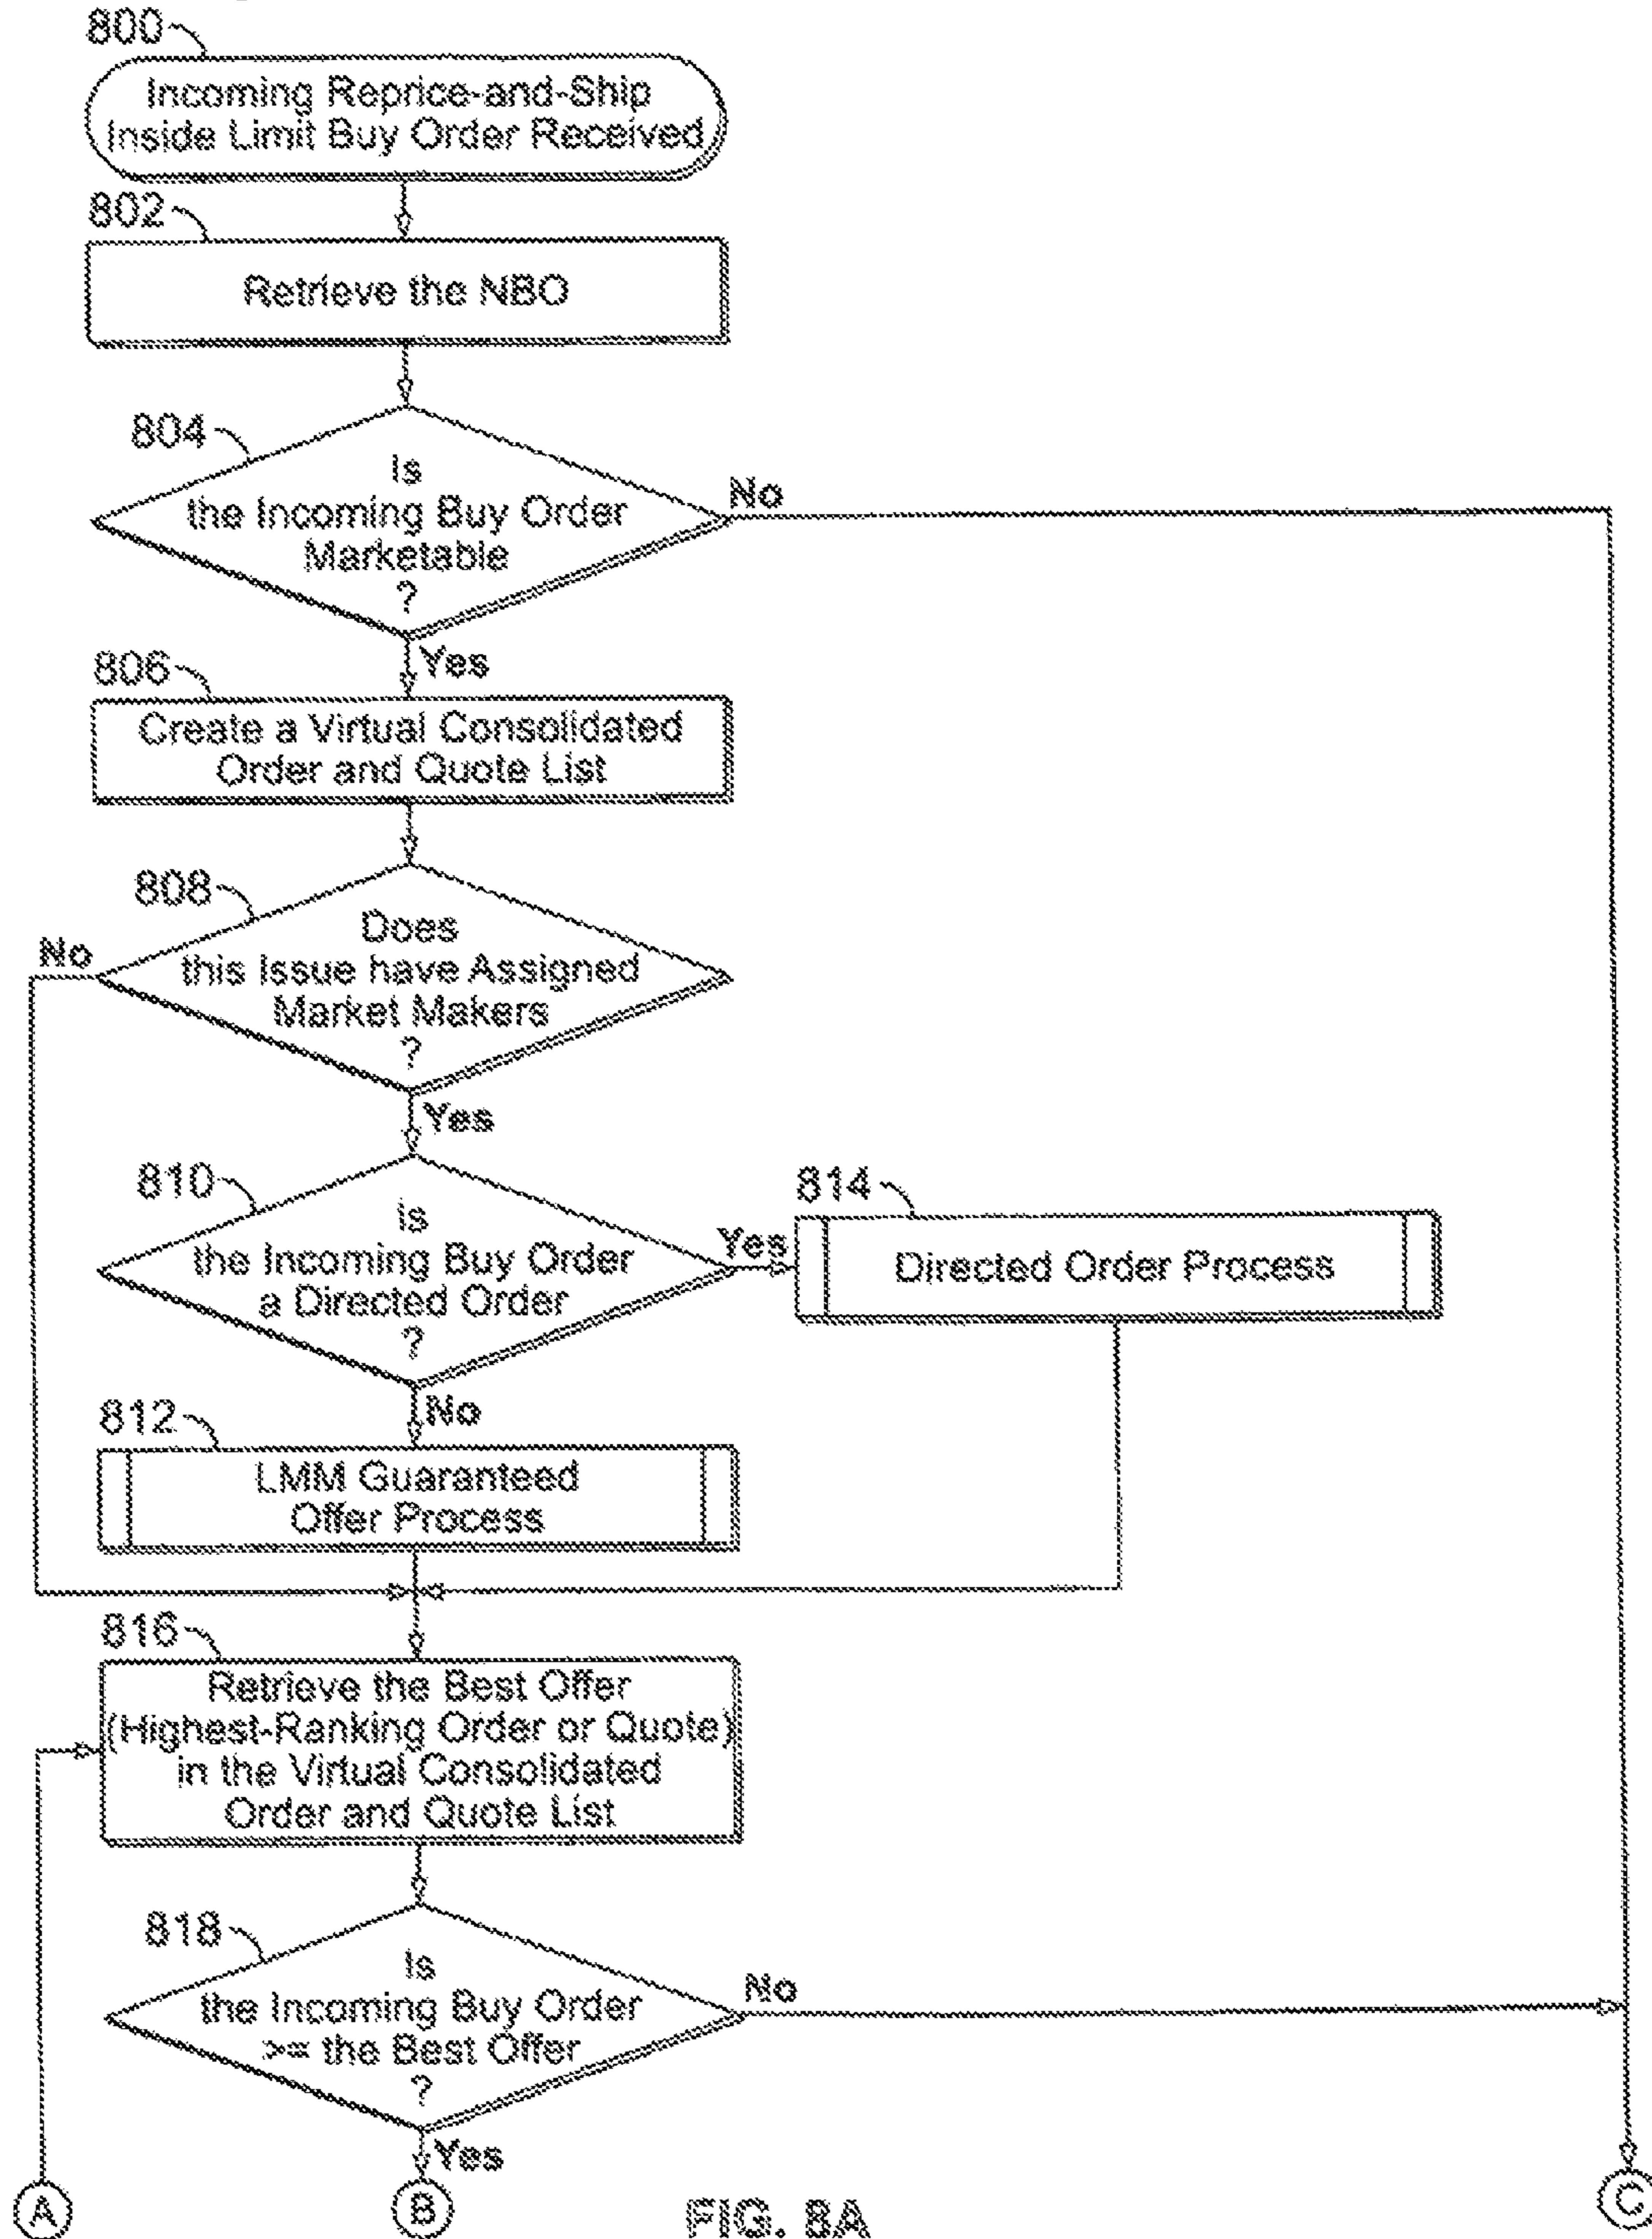 800
Incoming Reprice-and-Ship
Inside Limit Buy Order Received
802
Retrieve the NBO
804
Is
the Incoming Buy Order
Marketable
?
No
Yes
806
Create a Virtual Consolidated
Order and Quote List
808
Does
this Issue have Assigned
Market Makers
?
No
Yes
810
Is
the Incoming Buy Order
a Directed Order
?
Yes
814
Directed Order Process
No
812
LMM Guaranteed
Offer Process
816
Retrieve the Best Offer
(Highest-Ranking Order or Quote)
in the Virtual Consolidated
Order and Quote List
818
Is
the Incoming Buy Order
>= the Best Offer
?
No
Yes
A
B
C
FIG. 8A